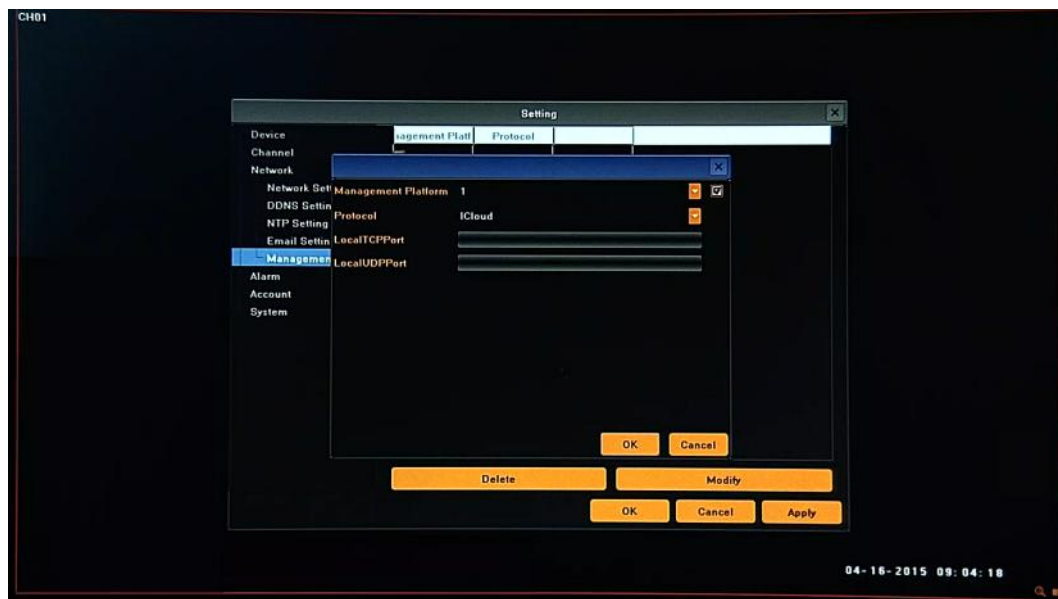 CH01
Setting
Device
Channel
Network
Network Set
DDNS Settin
NTP Setting
Email Settin
Managemen
Alarm
Account
System
nagement Platf Protocol
Management Platform 1
Protocol ICloud
LocalTCPPort
LocalUDPPort
OK Cancel
Delete Modify
OK Cancel Apply
04-16-2015 09:04:18